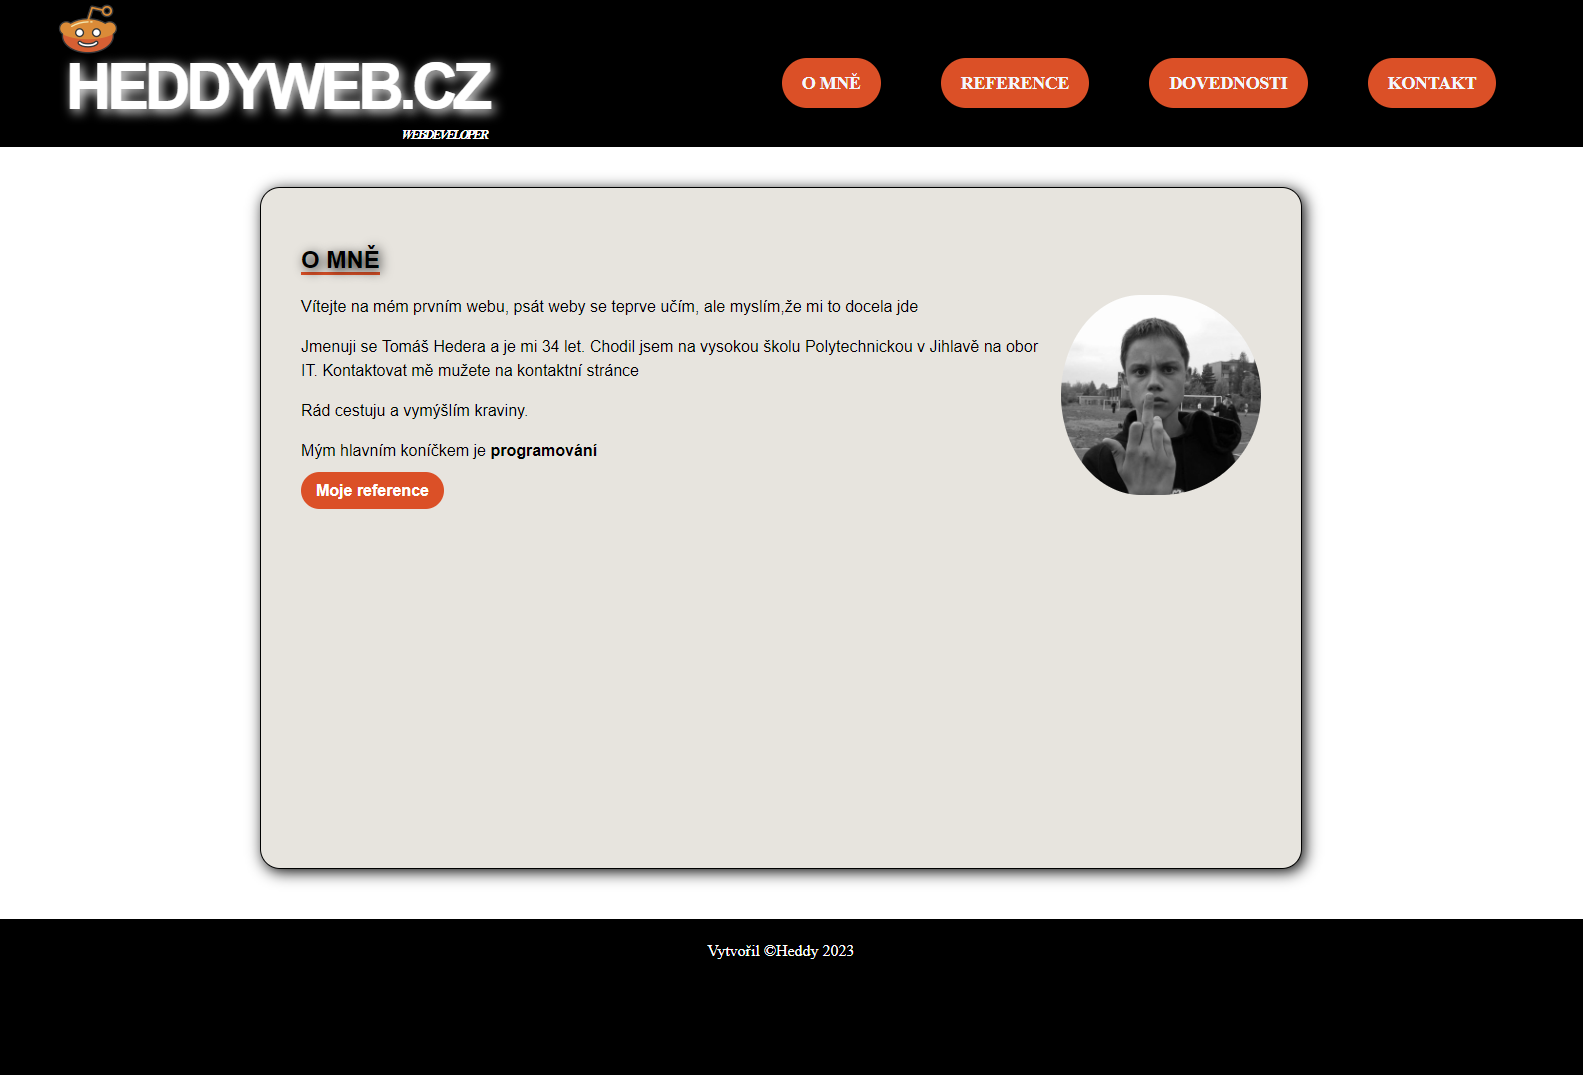 HEDDYWEB.CZ
WEBDEVELOPER
O MNĚ
REFERENCE
DOVEDNOSTI
KONTAKT
O MNĚ
Vítejte na mém prvním webu, psát weby se teprve učím, ale myslím,že mi to docela jde
Jmenuji se Tomáš Hedera a je mi 34 let. Chodil jsem na vysokou školu Polytechnickou v Jihlavě na obor
IT. Kontaktovat mě mužete na kontaktní stránce
Rád cestuju a vymýšlím kraviny.
Mým hlavním koníčkem je programování
Moje reference
Vytvořil ©Heddy 2023